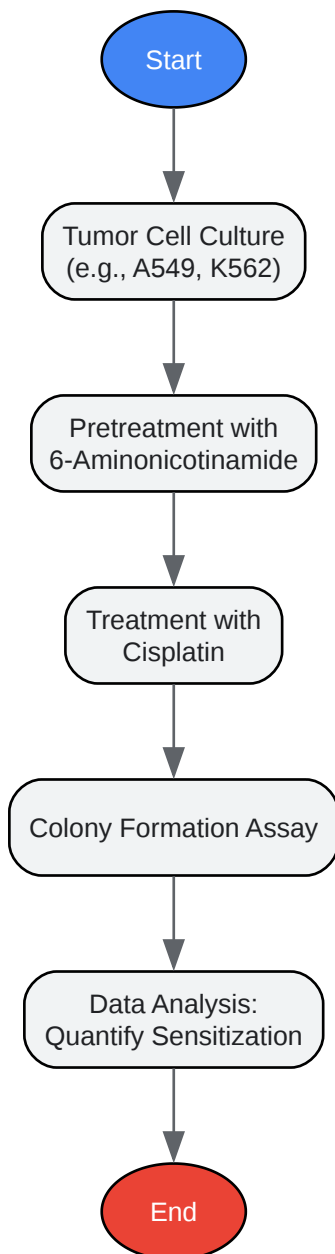 Start
Tumor Cell Culture
(e.g., A549, K562)
Pretreatment with
6-Aminonicotinamide
Treatment with
Cisplatin
Colony Formation Assay
Data Analysis:
Quantify Sensitization
End